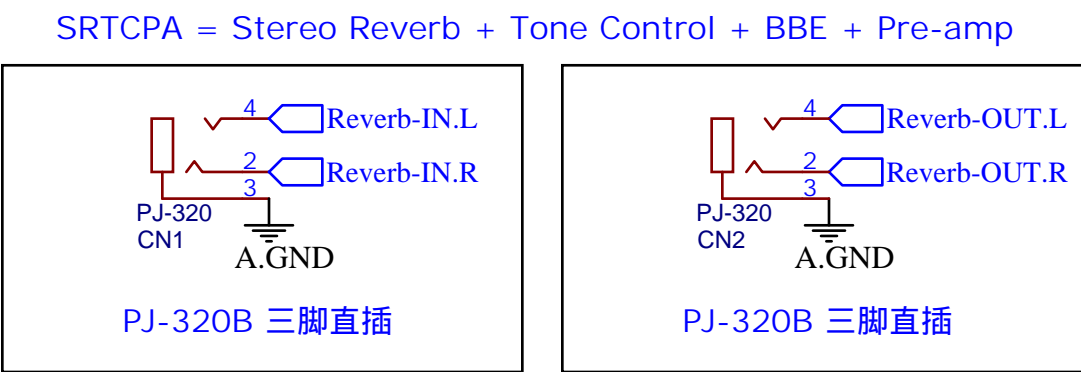 SRTCPA = Stereo Reverb + Tone Control + BBE + Pre-amp
4 Reverb-IN.L
2 Reverb-IN.R
3
PJ-320
CN1
A.GND
PJ-320B 三脚直插
4 Reverb-OUT.L
2 Reverb-OUT.R
3
PJ-320
CN2
A.GND
PJ-320B 三脚直插